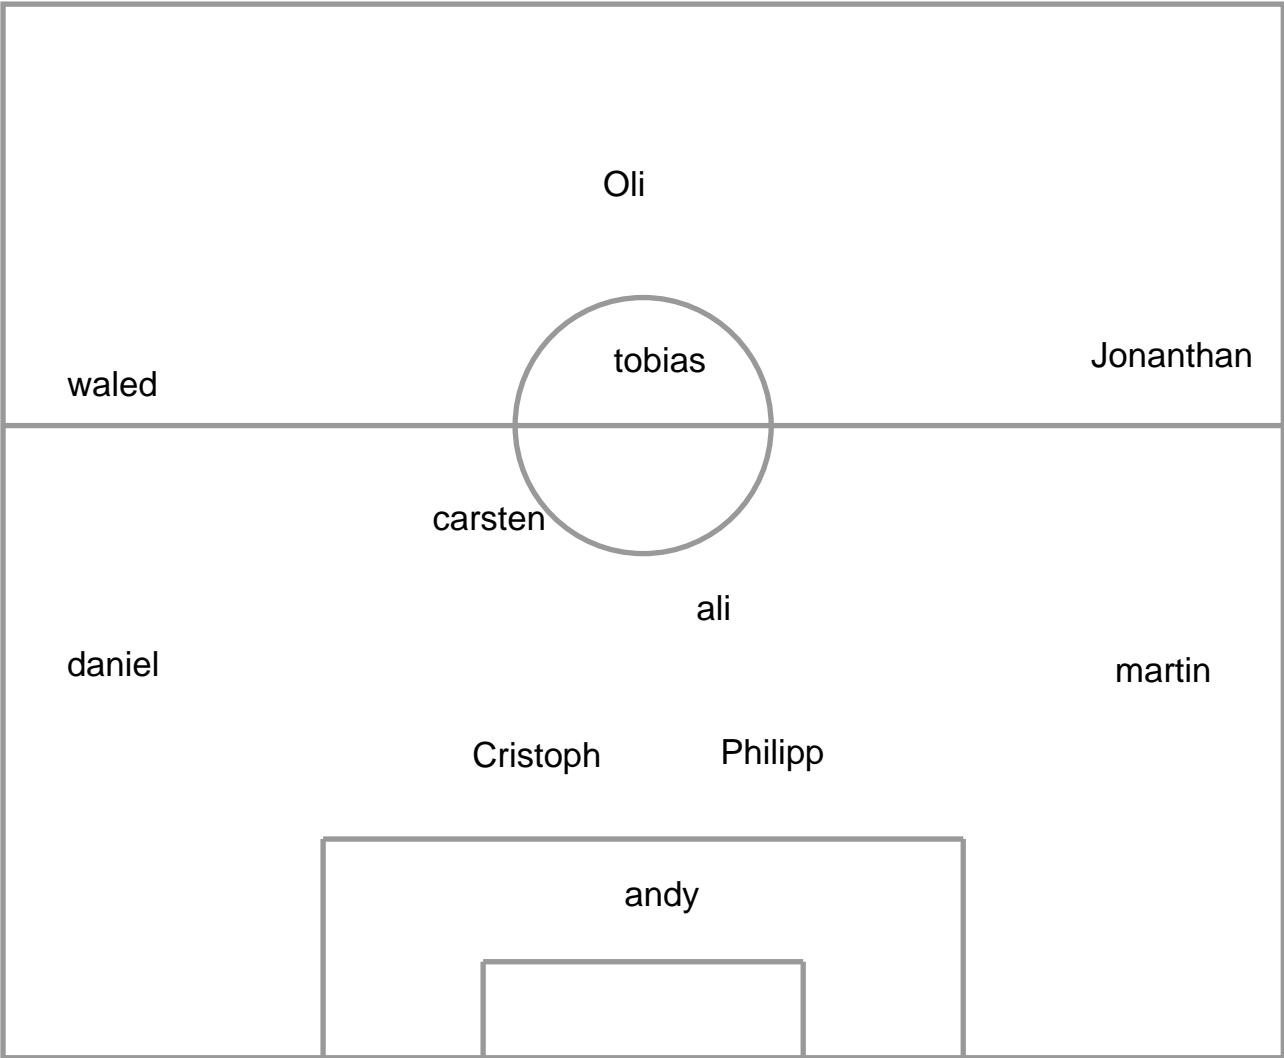 Oli
tobias
Jonanthan
waled
carsten
ali
daniel
martin
Cristoph
Philipp
andy